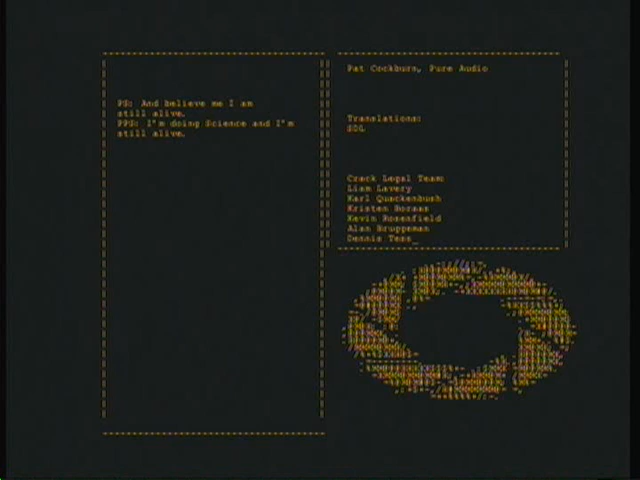 PS: And believe me I am
still alive.
PPS: I'm doing Science and I'm
still alive.
Pat Cockburn, Pure Audio
Translations:
SDL
Crack Legal Team:
Liam Lavery
Karl Quackenbush
Kristen Boraas
Kevin Rosenfield
Alan Bruggeman
Dennis Tess_